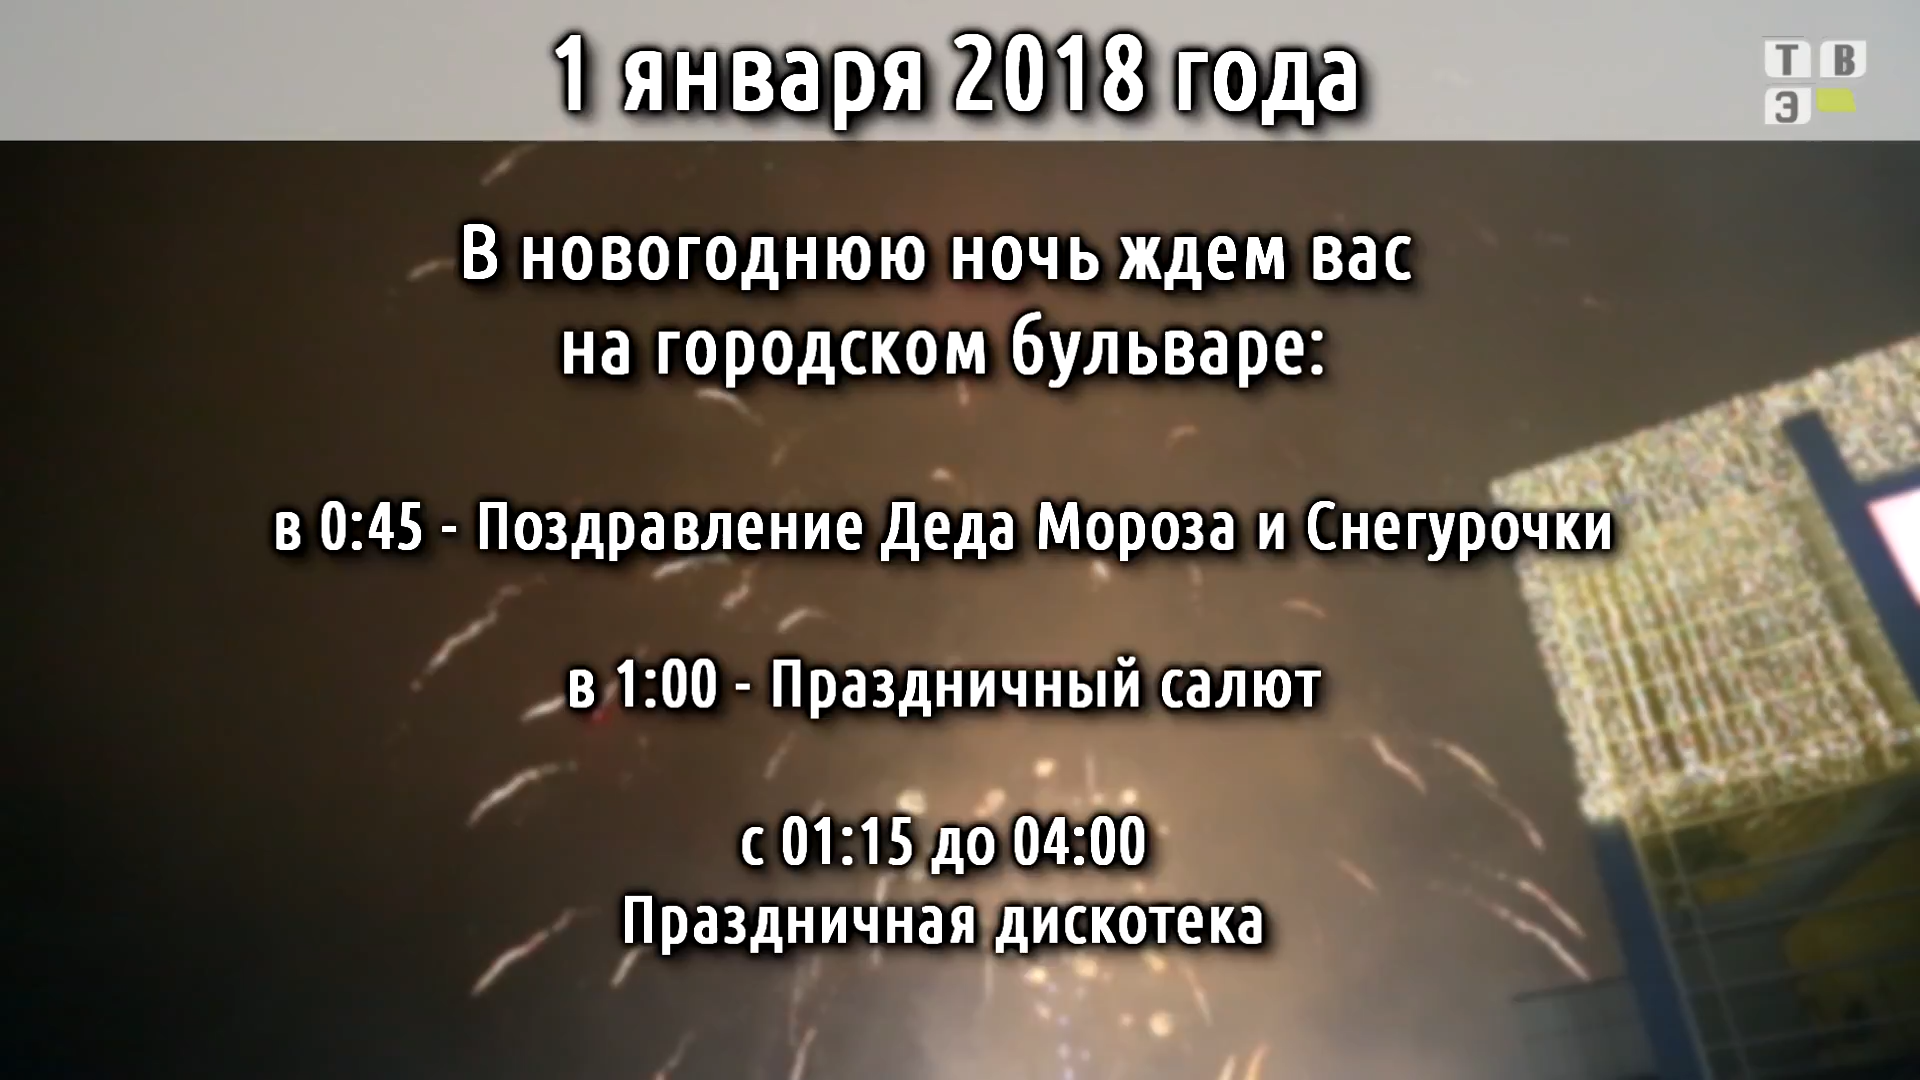 1 января 2018 года
Т В
Э
В новогоднюю ночь ждем вас
на городском бульваре:
в 0:45 - Поздравление Деда Мороза и Снегурочки
в 1:00 - Праздничный салют
с 01:15 до 04:00
Праздничная дискотека